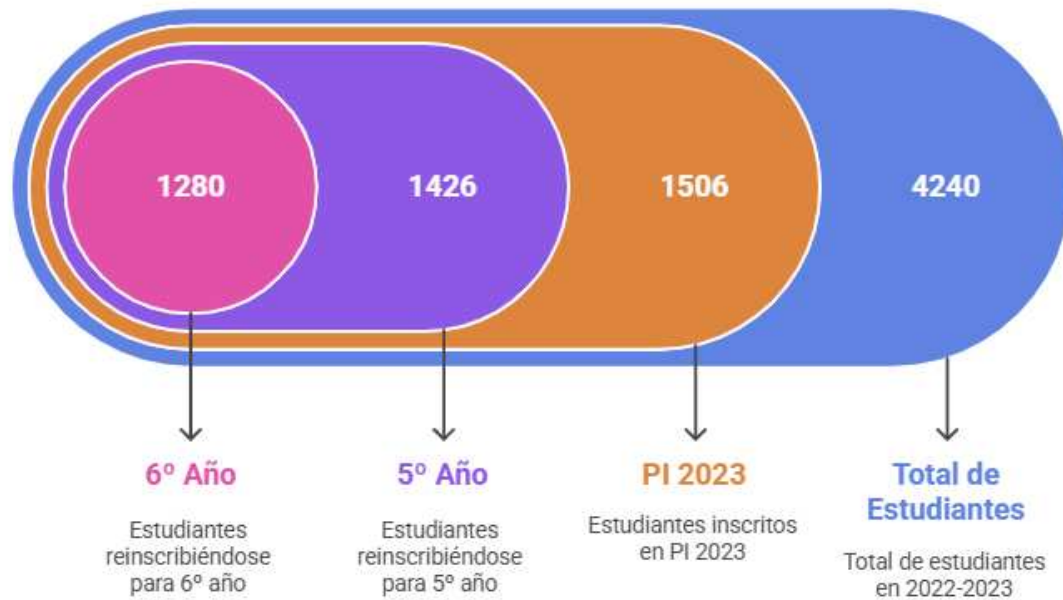 1280
1426
1506
4240
6º Año
Estudiantes
reinscribiéndose
para 6º año
5º Año
Estudiantes
reinscribiéndose
para 5º año
PI 2023
Estudiantes inscritos
en PI 2023
Total de
Estudiantes
Total de estudiantes
en 2022-2023